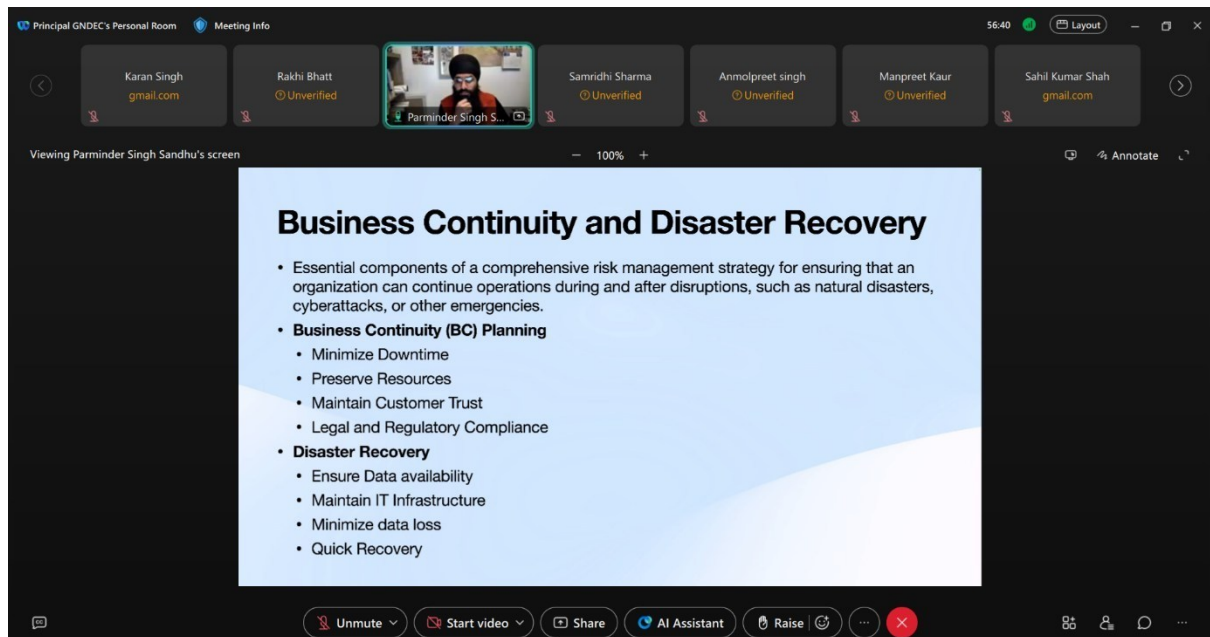 Principal GNDEC's Personal Room Meeting Info 56:40 Layout
Karan Singh
gmail.com
Rakhi Bhatt
Unverified
Parminder Singh S...
Samridhi Sharma
Unverified
Anmolpreet singh
Unverified
Manpreet Kaur
Unverified
Sahil Kumar Shah
gmail.com
Viewing Parminder Singh Sandhu's screen − 100% + Annotate
Business Continuity and Disaster Recovery
• Essential components of a comprehensive risk management strategy for ensuring that an
organization can continue operations during and after disruptions, such as natural disasters,
cyberattacks, or other emergencies.
• Business Continuity (BC) Planning
• Minimize Downtime
• Preserve Resources
• Maintain Customer Trust
• Legal and Regulatory Compliance
• Disaster Recovery
• Ensure Data availability
• Maintain IT Infrastructure
• Minimize data loss
• Quick Recovery
Unmute Start video Share AI Assistant Raise